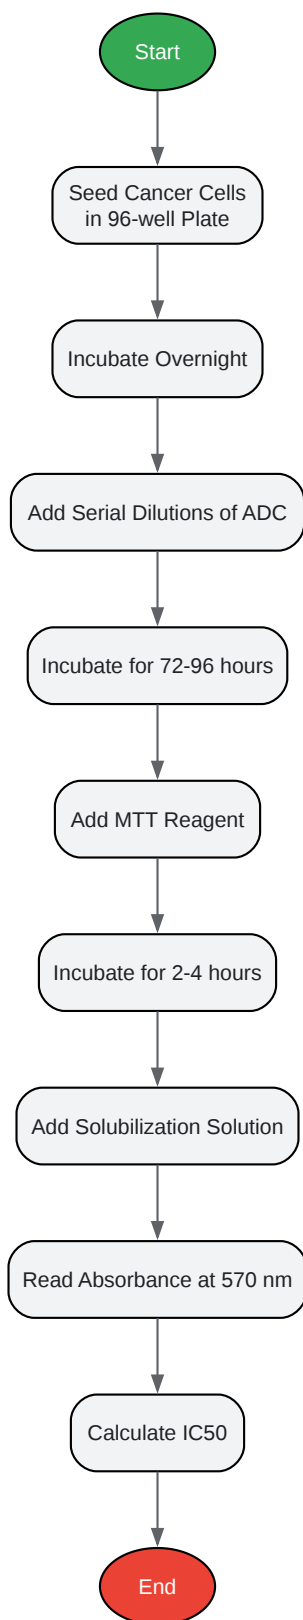 Start
Seed Cancer Cells
in 96-well Plate
Incubate Overnight
Add Serial Dilutions of ADC
Incubate for 72-96 hours
Add MTT Reagent
Incubate for 2-4 hours
Add Solubilization Solution
Read Absorbance at 570 nm
Calculate IC50
End